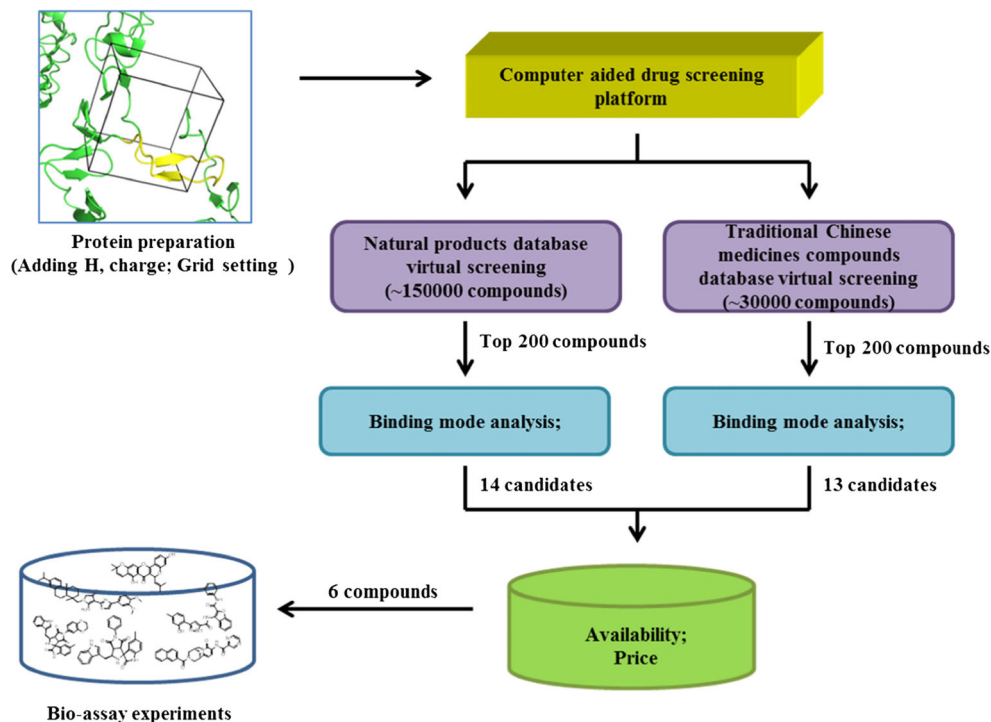 Computer aided drug screening
platform
Protein preparation
(Adding H, charge; Grid setting )
Natural products database
virtual screening
(~150000 compounds)
Traditional Chinese
medicines compounds
database virtual screening
(~30000 compounds)
Top 200 compounds
Top 200 compounds
Binding mode analysis;
Binding mode analysis;
14 candidates
13 candidates
6 compounds
Availability;
Price
Bio-assay experiments